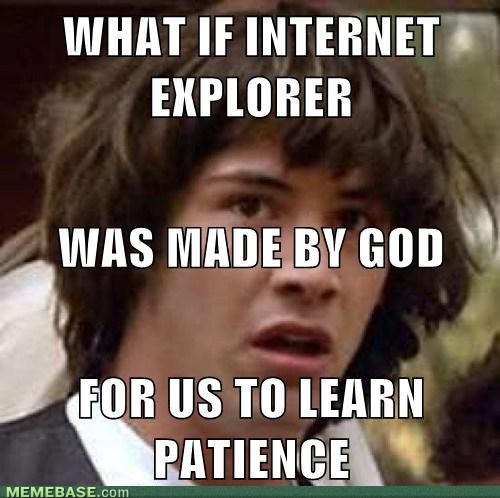 WHAT IF INTERNET
EXPLORER
WAS MADE BY GOD
FOR US TO LEARN
PATIENCE
MEMEBASE.com